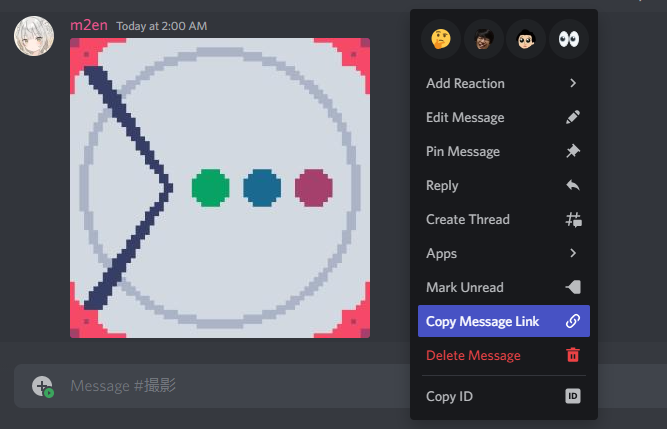 m2en Today at 2:00 AM
Message #撮影
Add Reaction
Edit Message
Pin Message
Reply
Create Thread
Apps
Mark Unread
Copy Message Link
Delete Message
Copy ID
ID